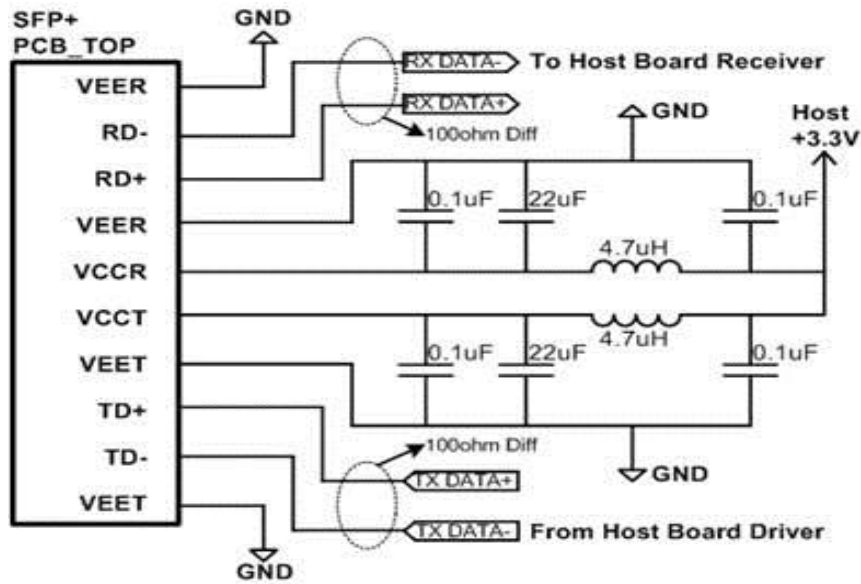 SFP+
PCB_TOP
GND
VEER
RD-
RD+
VEER
VCCR
VCCT
VEET
TD+
TD-
VEET
GND
RX DATA- To Host Board Receiver
RX DATA+
100ohm Diff
GND
Host
+3.3V
0.1uF 22uF 0.1uF
4.7uH
4.7uH
0.1uF 22uF 0.1uF
100ohm Diff
GND
TX DATA+
TX DATA- From Host Board Driver